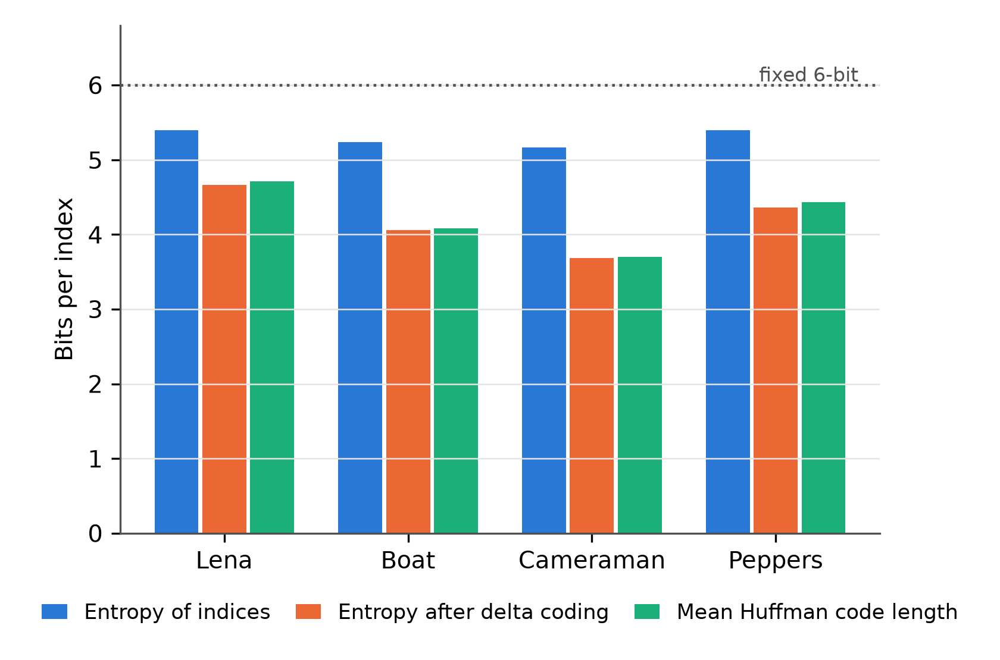 fixed 6-bit
6
5
4
3
2
1
0
Bits per index
Lena Boat Cameraman Peppers
Entropy of indices Entropy after delta coding Mean Huffman code length